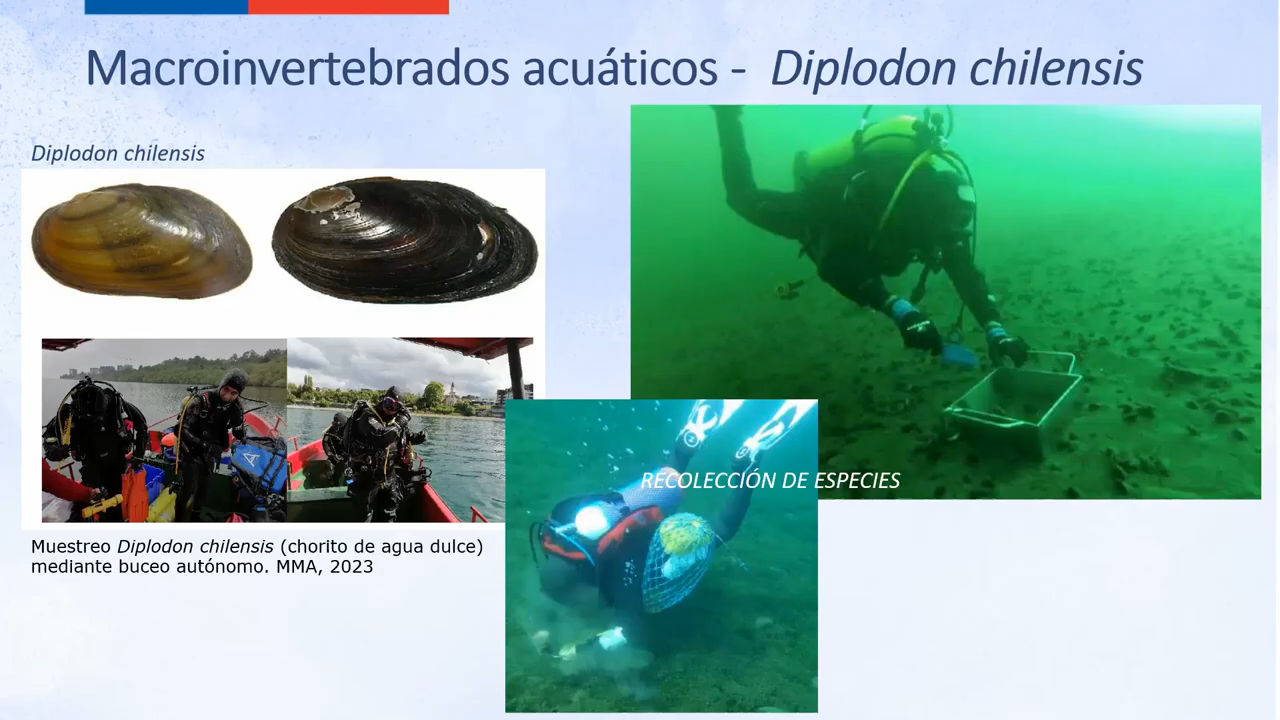 Macroinvertebrados acuáticos - Diplodon chilensis
Diplodon chilensis
RECOLECCIÓN DE ESPECIES
Muestreo Diplodon chilensis (chorito de agua dulce)
mediante buceo autónomo. MMA, 2023